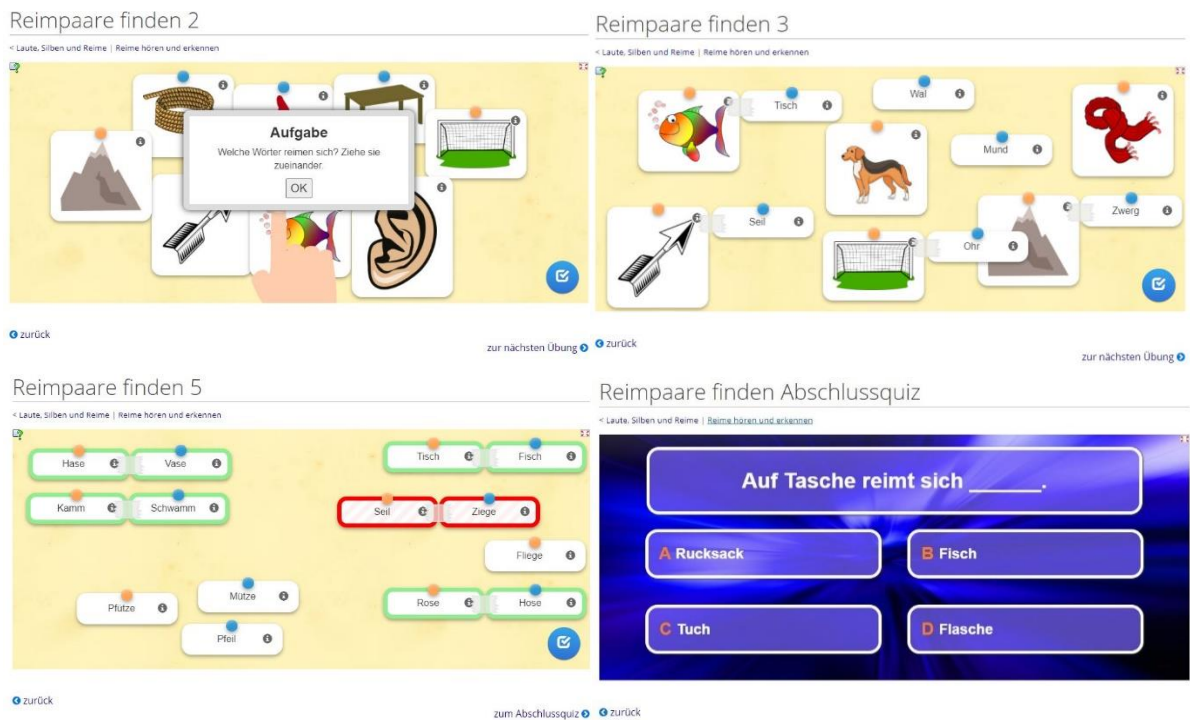 Reimpaare finden 2
< Laute, Silben und Reime | Reime hören und erkennen
Aufgabe
Welche Wörter reimen sich? Ziehe sie
zueinander.
OK
zurück
zur nächsten Übung
Reimpaare finden 3
< Laute, Silben und Reime | Reime hören und erkennen
Tisch
Wal
Mund
Seil
Zwerg
Ohr
zurück
zur nächsten Übung
Reimpaare finden 5
< Laute, Silben und Reime | Reime hören und erkennen
Hase
Vase
Tisch
Fisch
Kamm
Schwamm
Seil
Ziege
Fliege
Mütze
Pfütze
Rose
Hose
Pfeil
zurück
zum Abschlussquiz
Reimpaare finden Abschlussquiz
< Laute, Silben und Reime | Reime hören und erkennen
Auf Tasche reimt sich ______.
A Rucksack
B Fisch
C Tuch
D Flasche
zurück